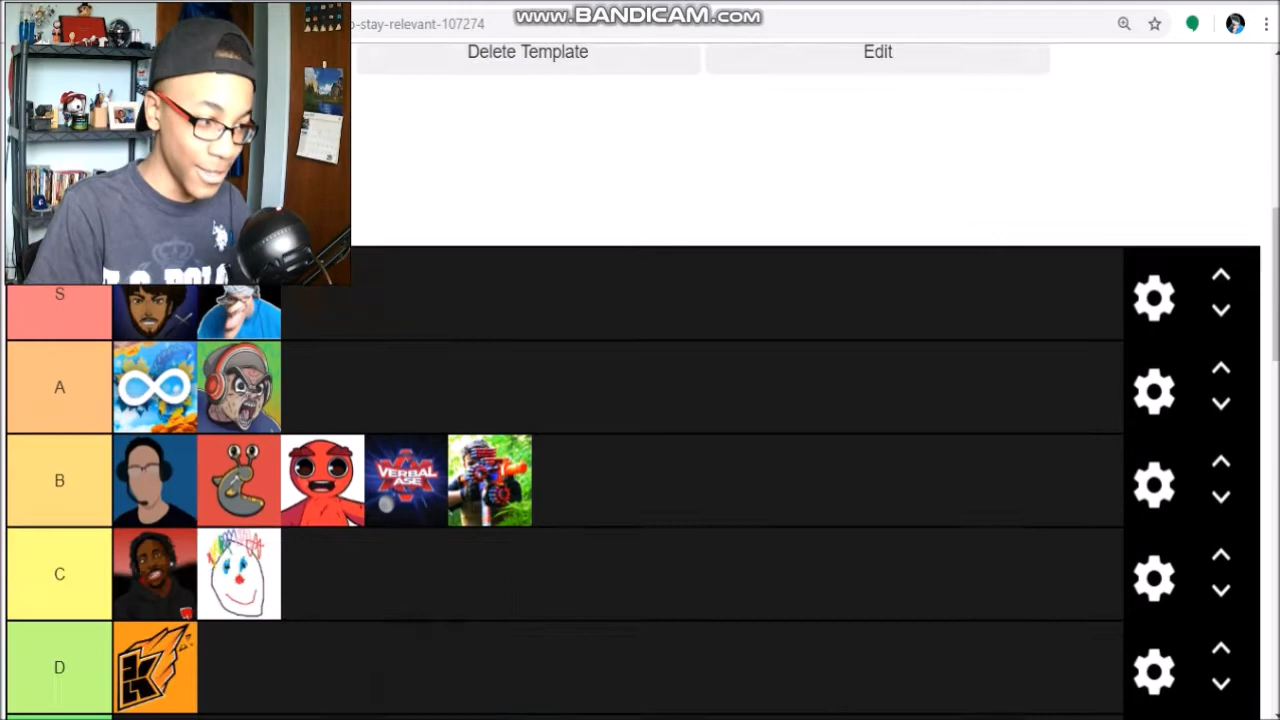 www.BANDICAM.com
o-stay-relevant-107274
Delete Template
Edit
S
A
B
VERBAL
ASE
C
D